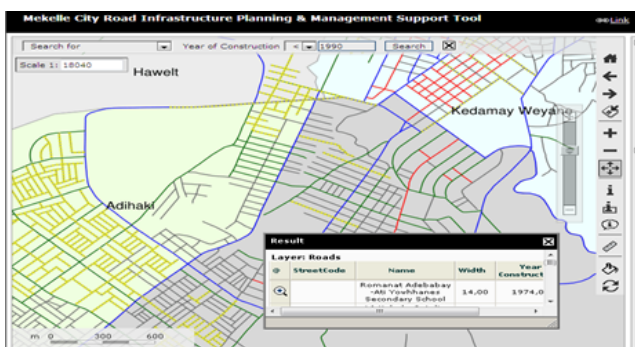 Mekelle City Road Infrastructure Planning & Management Support Tool
Link
Search for Year of Construction < 1990 Search
Scale 1: 18040
Hawelt
Kedamay Weyane
Adihaki
Result
Layer: Roads
@ StreetCode Name Width Year Construct
Romanat Adebabay
-Ati Yowhhanes
Secondary School
14,00 1974,0
m 0 300 600